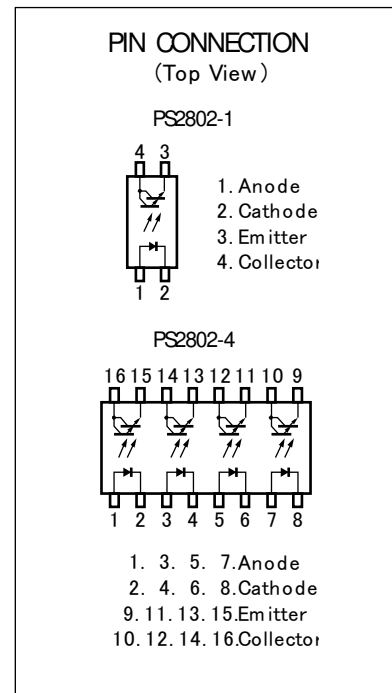 PIN CONNECTION
(Top View)
PS2802-1
4 3
1. Anode
2. Cathode
3. Emitter
4. Collector
1 2
PS2802-4
16 15 14 13 12 11 10 9
1 2 3 4 5 6 7 8
1. 3. 5. 7. Anode
2. 4. 6. 8. Cathode
9. 11. 13. 15. Emitter
10. 12. 14. 16. Collector